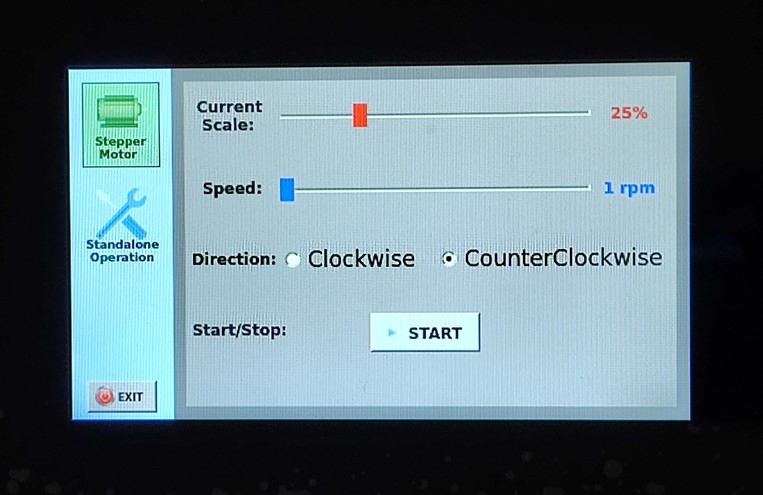 Stepper
Motor
Standalone
Operation
EXIT
Current
Scale:
25%
Speed:
1 rpm
Direction:
Clockwise
CounterClockwise
Start/Stop:
START